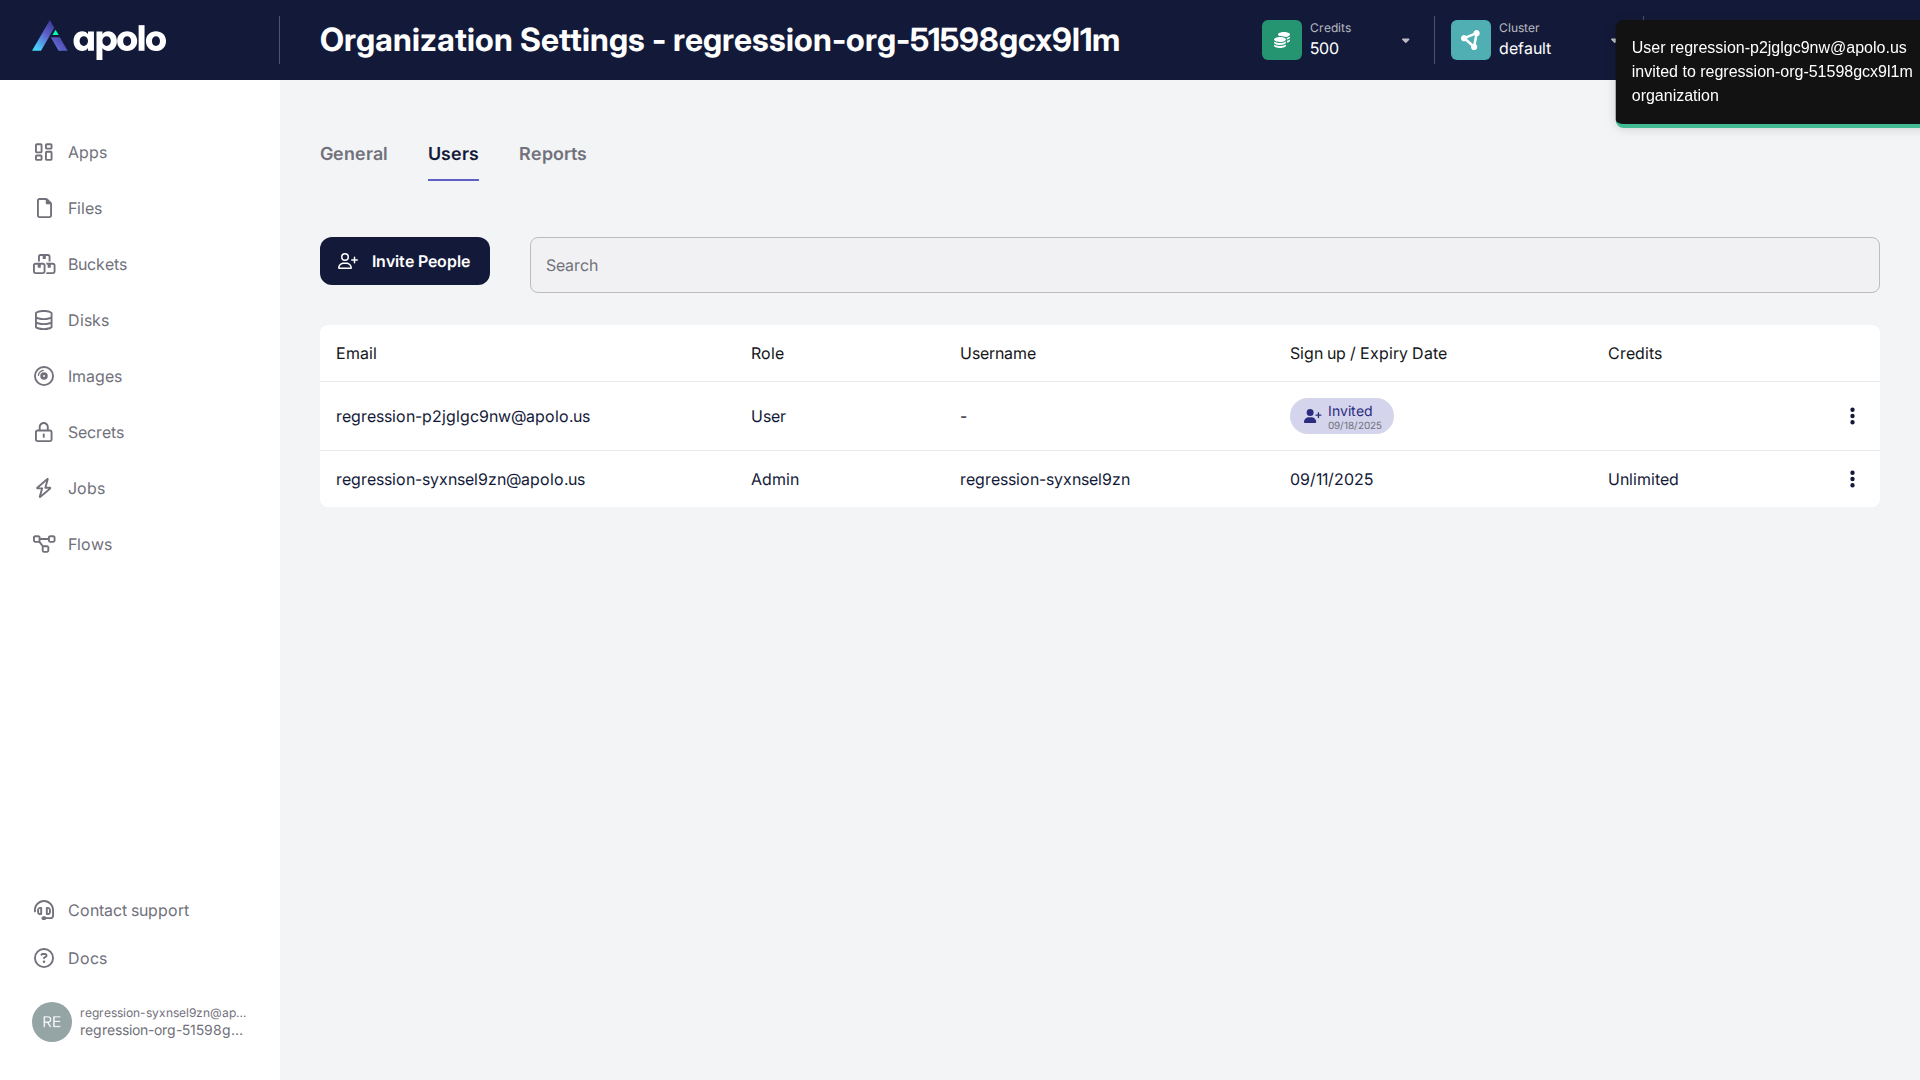 apolo
Organization Settings - regression-org-51598gcx9l1m
Credits
500
Cluster
default
User regression-p2jglgc9nw@apolo.us
invited to regression-org-51598gcx9l1m
organization
Apps
Files
Buckets
Disks
Images
Secrets
Jobs
Flows
Contact support
Docs
RE
regression-syxnsel9zn@ap...
regression-org-51598g...
General Users Reports
Invite People
Search
Email Role Username Sign up / Expiry Date Credits
regression-p2jglgc9nw@apolo.us User - Invited
09/18/2025
regression-syxnsel9zn@apolo.us Admin regression-syxnsel9zn 09/11/2025 Unlimited